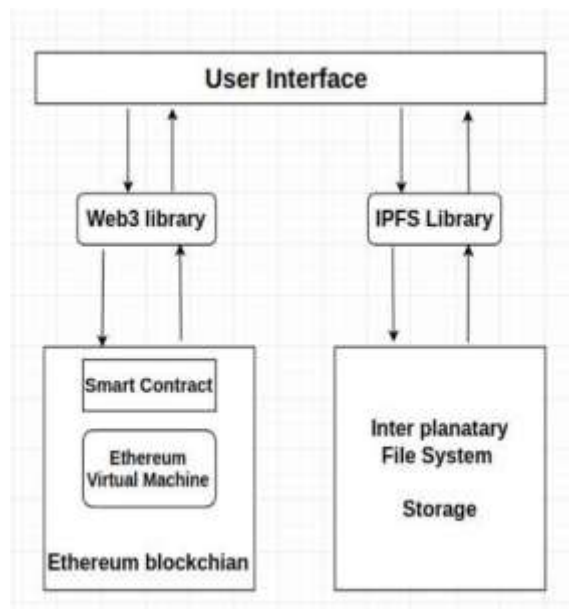 User Interface
Web3 library
IPFS Library
Smart Contract
Ethereum
Virtual Machine
Ethereum blockchian
Inter planatary
File System
Storage